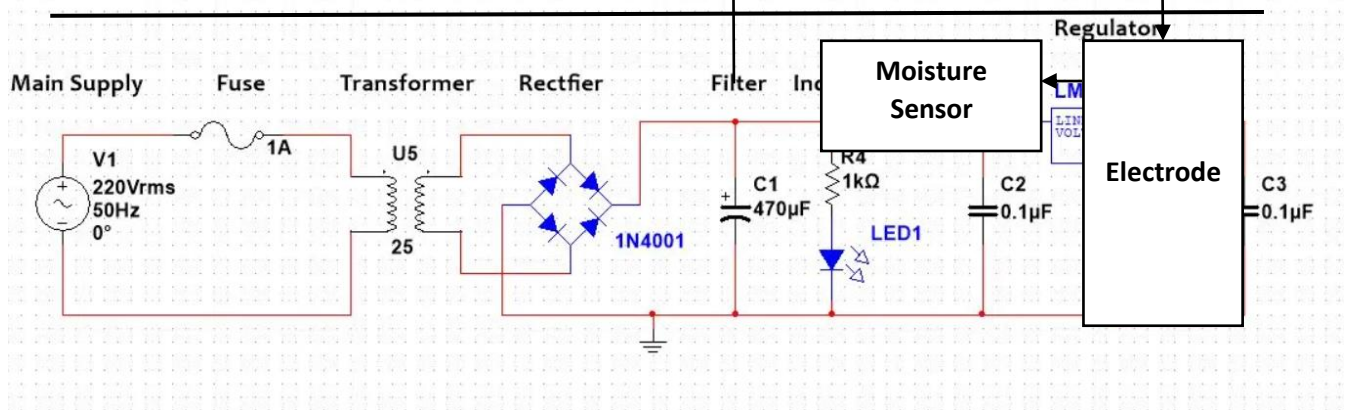 Regulator
Main Supply
Fuse
Transformer
Rectfier
Filter
Moisture
Sensor
Electrode
1A
V1
220Vrms
50Hz
0°
U5
25
1N4001
C1
470µF
R4
1kΩ
LED1
C2
0.1µF
C3
0.1µF